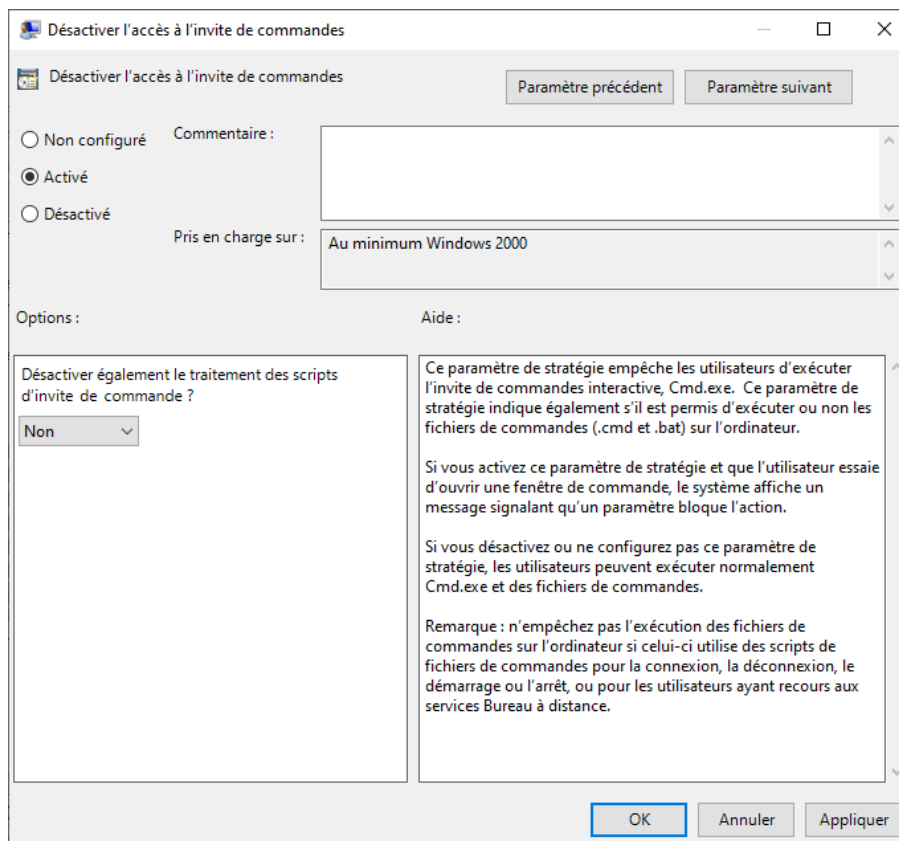 Désactiver l'accès à l'invite de commandes
Désactiver l'accès à l'invite de commandes
Paramètre précédent
Paramètre suivant
Non configuré
Activé
Désactivé
Commentaire :
Pris en charge sur :
Au minimum Windows 2000
Options :
Aide :
Désactiver également le traitement des scripts
d'invite de commande ?
Non
Ce paramètre de stratégie empêche les utilisateurs d'exécuter
l'invite de commandes interactive, Cmd.exe.  Ce paramètre de
stratégie indique également s'il est permis d'exécuter ou non les
fichiers de commandes (.cmd et .bat) sur l'ordinateur.
Si vous activez ce paramètre de stratégie et que l'utilisateur essaie
d'ouvrir une fenêtre de commande, le système affiche un
message signalant qu'un paramètre bloque l'action.
Si vous désactivez ou ne configurez pas ce paramètre de
stratégie, les utilisateurs peuvent exécuter normalement
Cmd.exe et des fichiers de commandes.
Remarque : n'empêchez pas l'exécution des fichiers de
commandes sur l'ordinateur si celui-ci utilise des scripts de
fichiers de commandes pour la connexion, la déconnexion, le
démarrage ou l'arrêt, ou pour les utilisateurs ayant recours aux
services Bureau à distance.
OK
Annuler
Appliquer